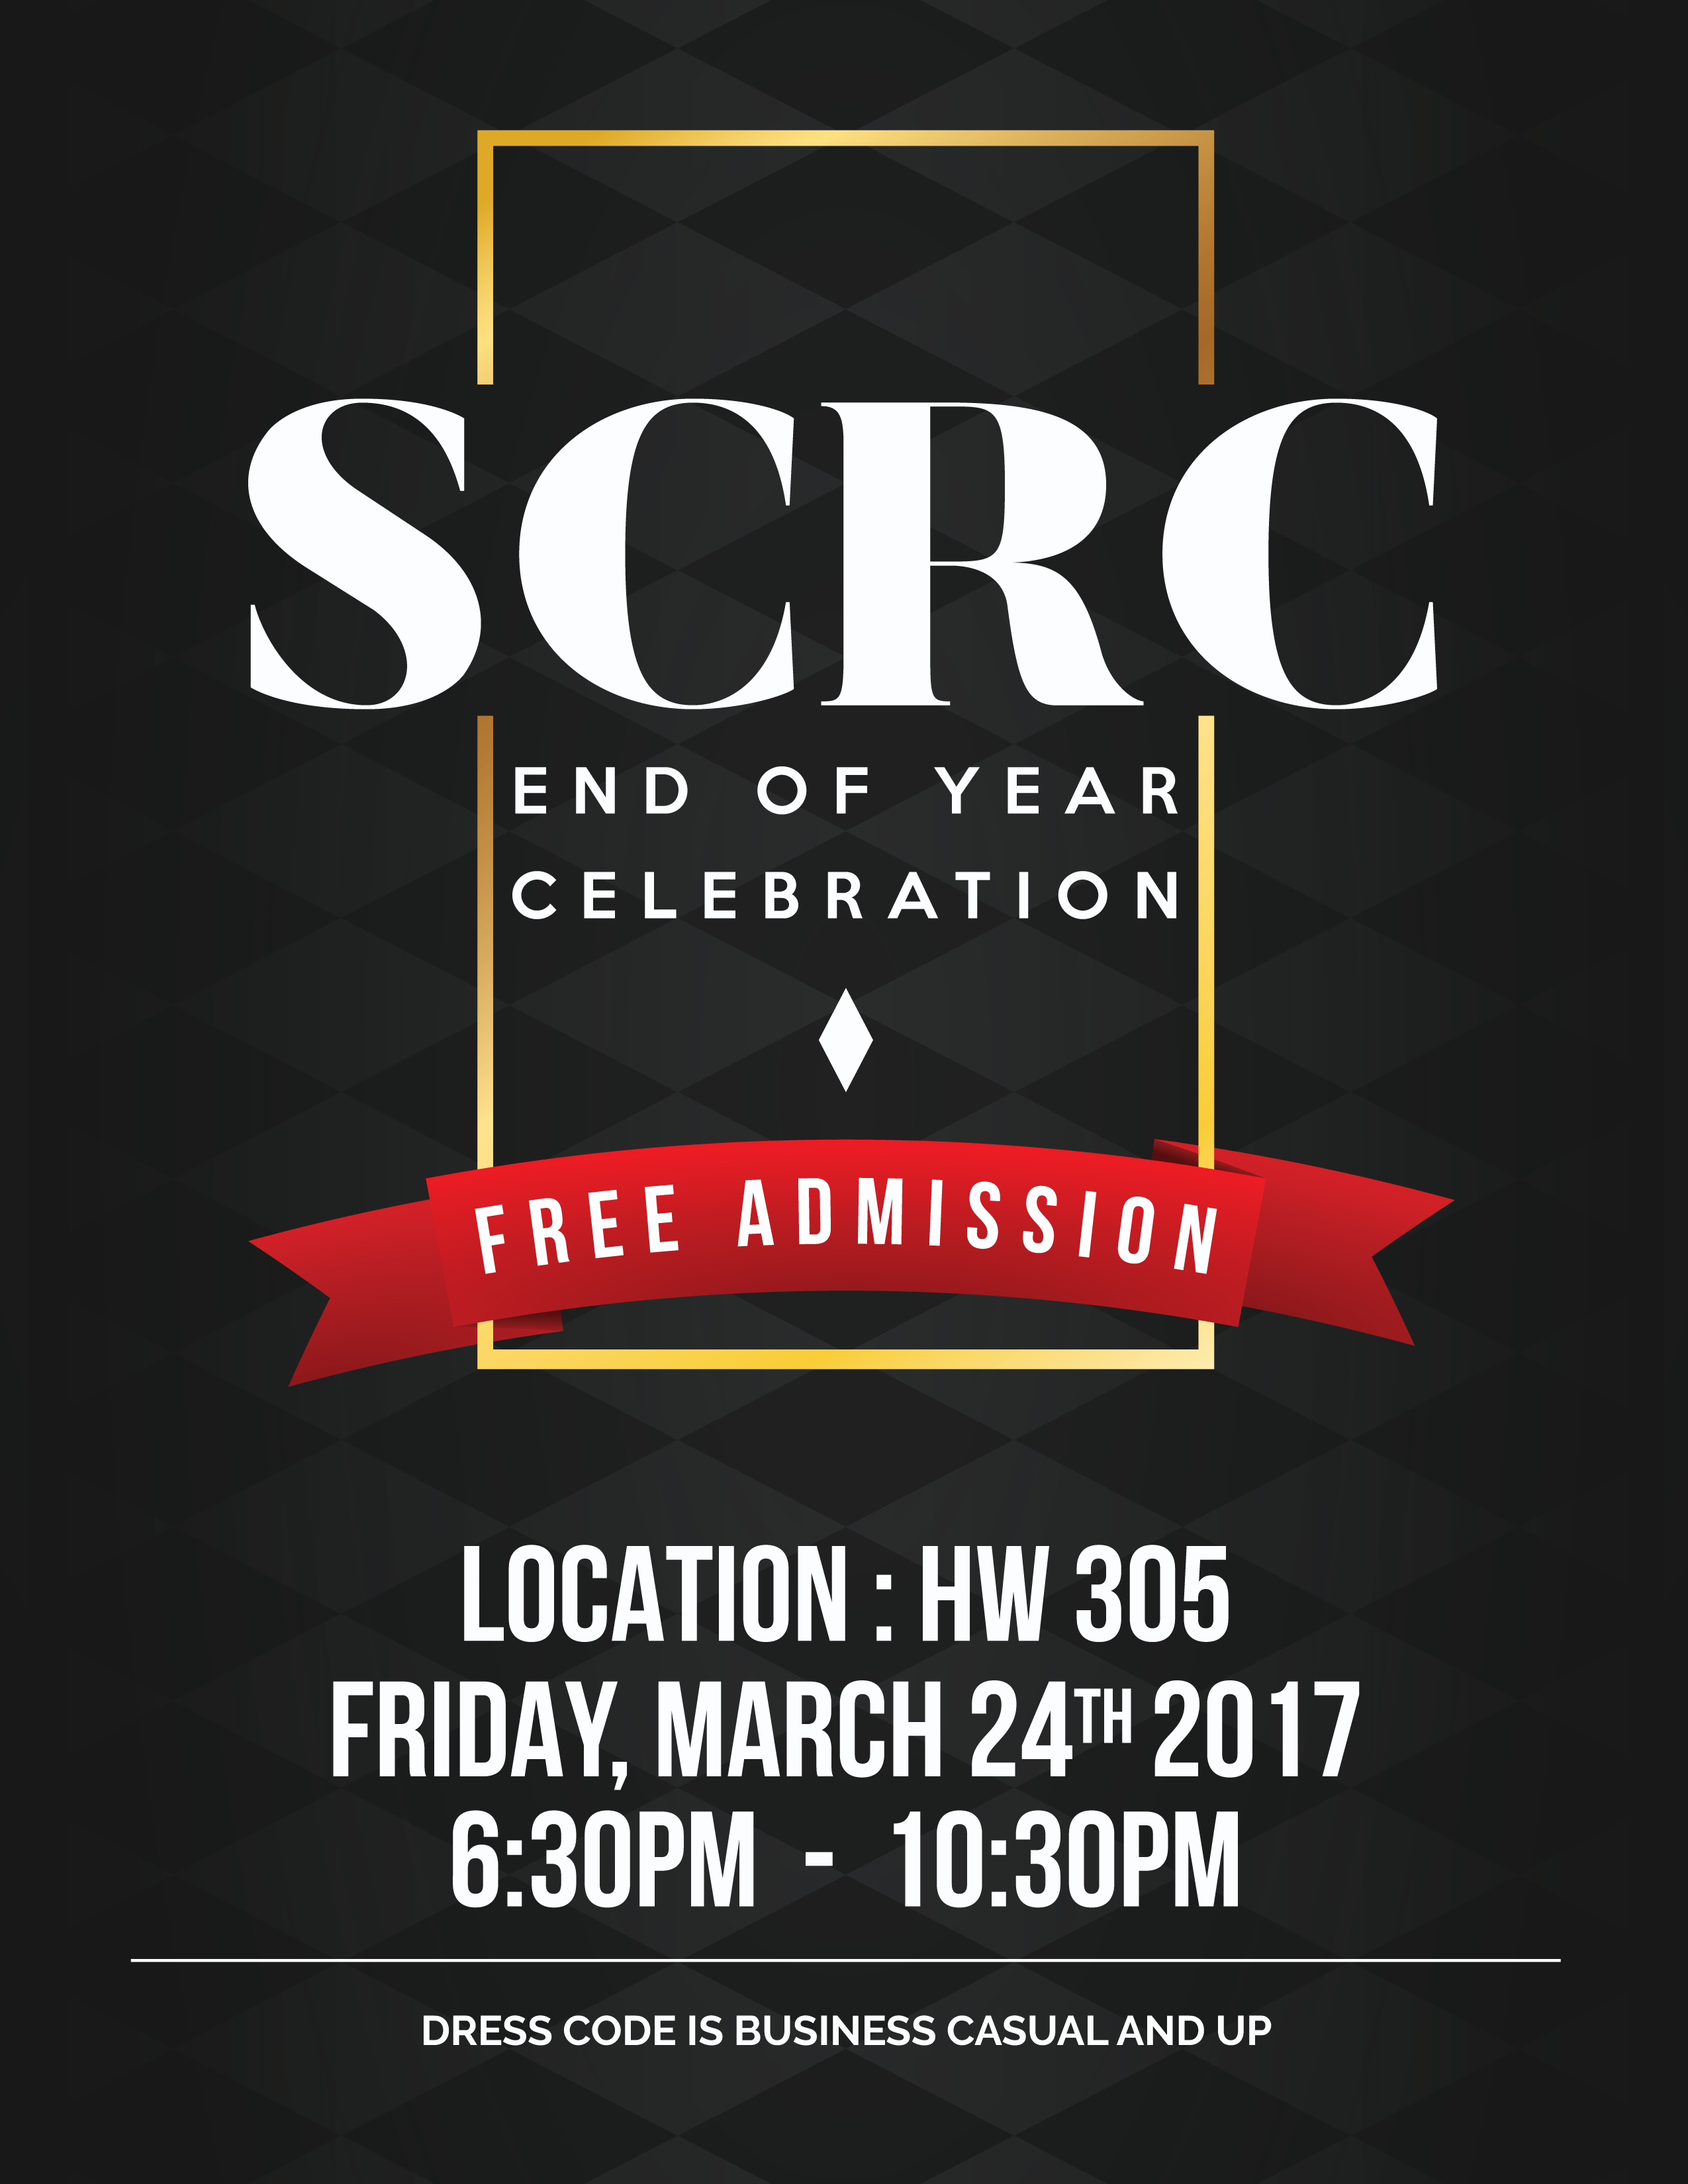 SCRC
END OF YEAR
CELEBRATION
FREE ADMISSION
LOCATION : HW 305
FRIDAY, MARCH 24TH 2017
6:30PM - 10:30PM
DRESS CODE IS BUSINESS CASUAL AND UP